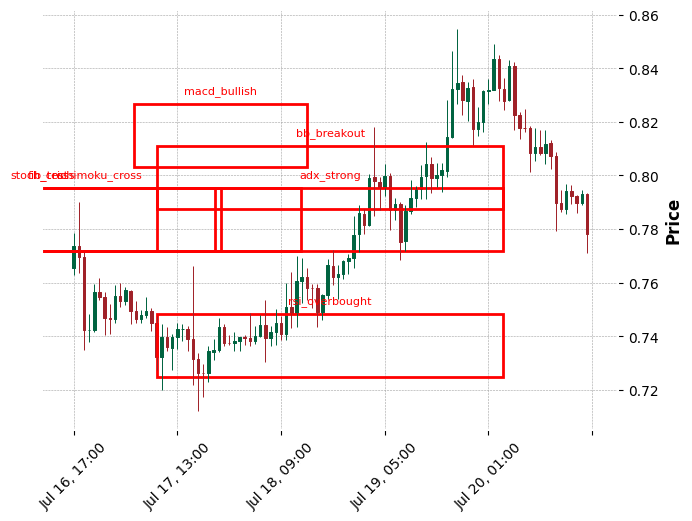 0.86
0.84
macd_bullish
0.82
bb_breakout
0.80
stoch_cross
ichimoku_cross
adx_strong
0.78
Price
0.76
rsi_overbought
0.74
0.72
Jul 16, 17:00
Jul 17, 13:00
Jul 18, 09:00
Jul 19, 05:00
Jul 20, 01:00